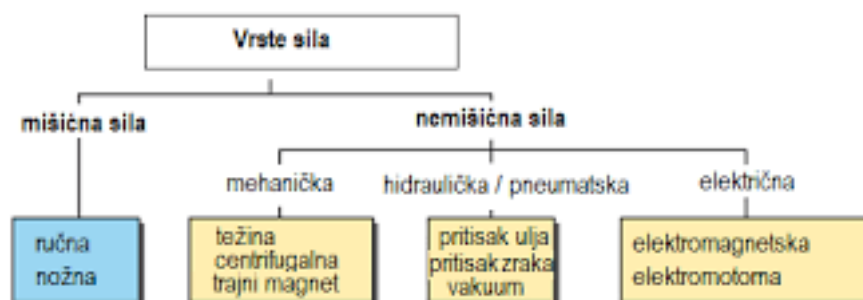 Vrste sila
mišićna sila
nemišićna sila
mehanička
hidraulička / pneumatska
električna
ručna
nožna
težina
centrifugalna
trajni magnet
pritisak ulja
pritisak zraka
vakuum
elektromagnetska
elektromotorna